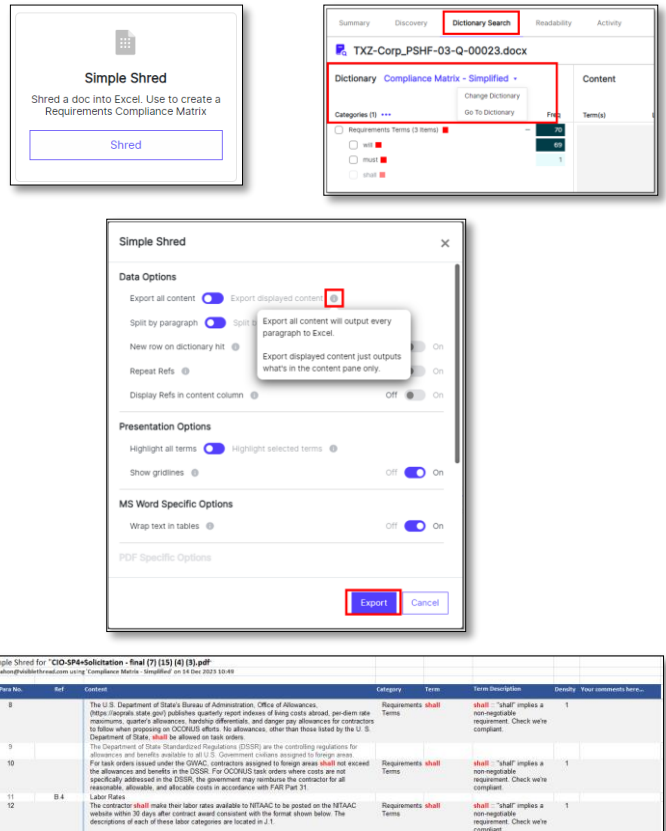 Simple Shred
Shred a doc into Excel. Use to create a
Requirements Compliance Matrix
Shred
Summary Discovery Dictionary Search Readability Activity
TXZ-Corp_PSHF-03-Q-00023.docx
Dictionary Compliance Matrix - Simplified
Content
Change Dictionary
Go To Dictionary
Categories (1) Freq Term(s)
Requirements Terms (3 items) 70
will 69
must 1
shall
Simple Shred
Data Options
Export all content Export displayed content
Split by paragraph Split b
Export all content will output every
paragraph to Excel.
Export displayed content just outputs
what's in the content pane only.
New row on dictionary hit On
Repeat Refs On
Display Refs in content column Off On
Presentation Options
Highlight all terms Highlight selected terms
Show gridlines Off On
MS Word Specific Options
Wrap text in tables Off On
PDF Specific Options
Export Cancel
ple Shred for "CIO-SP4+Solicitation - final (7) (15) (4) (3).pdf"
ahon@visiblethread.com using 'Compliance Matrix - Simplified' on 14 Dec 2023 10:49
Para No. Ref Content Category Term Term Description Density Your comments here...
8 The U.S. Department of State's Bureau of Administration, Office of Allowances, Requirements shall shall :: "shall" implies a 1
(https://aoprals.state.gov/) publishes quarterly report indexes of living costs abroad, per-diem rate Terms non-negotiable
maximums, quarter's allowances, hardship differentials, and danger pay allowances for contractors requirement. Check we're
to follow when proposing on OCONUS efforts. No allowances, other than those listed by the U. S. compliant.
Department of State, shall be allowed on task orders.
9 The Department of State Standardized Regulations (DSSR) are the controlling regulations for
allowances and benefits available to all U.S. Government civilians assigned to foreign areas.
10 For task orders issued under the GWAC, contractors assigned to foreign areas shall not exceed Requirements shall shall :: "shall" implies a 1
the allowances and benefits in the DSSR. For OCONUS task orders where costs are not Terms non-negotiable
specifically addressed in the DSSR, the government may reimburse the contractor for all requirement. Check we're
reasonable, allowable, and allocable costs in accordance with FAR Part 31. compliant.
11 B.4 Labor Rates
12 The contractor shall make their labor rates available to NITAAC to be posted on the NITAAC Requirements shall shall :: "shall" implies a 1
website within 30 days after contract award consistent with the format shown below. The Terms non-negotiable
descriptions of each of these labor categories are located in J.1. requirement. Check we're
compliant.